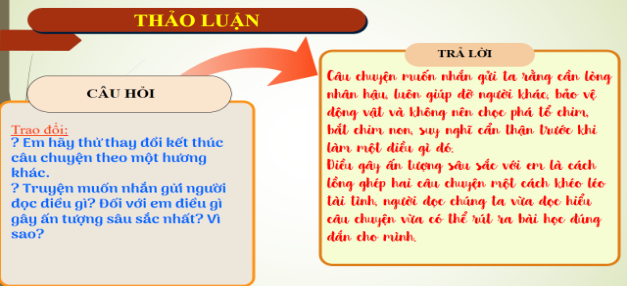 THẢO LUẬN
CÂU HỎI
Trao đổi:
? Em hãy thử thay đổi kết thúc
câu chuyện theo một hương
khác.
? Truyện muốn nhắn gửi người
đọc điều gì? Đối với em điều gì
gây ấn tượng sâu sắc nhất? Vì
sao?
TRẢ LỜI
Câu chuyện muốn nhắn gửi ta rằng cần lòng
nhân hậu, luôn giúp đỡ người khác, bảo vệ
động vật và không nên chọc phá tổ chim,
bắt chim non, suy nghĩ cẩn thận trước khi
làm một điều gì đó.
Điều gây ấn tượng sâu sắc với em là cách
lồng ghép hai câu chuyện một cách khéo léo
tài tình, người đọc chúng ta vừa đọc hiểu
câu chuyện vừa có thể rút ra bài học đúng
đắn cho mình.